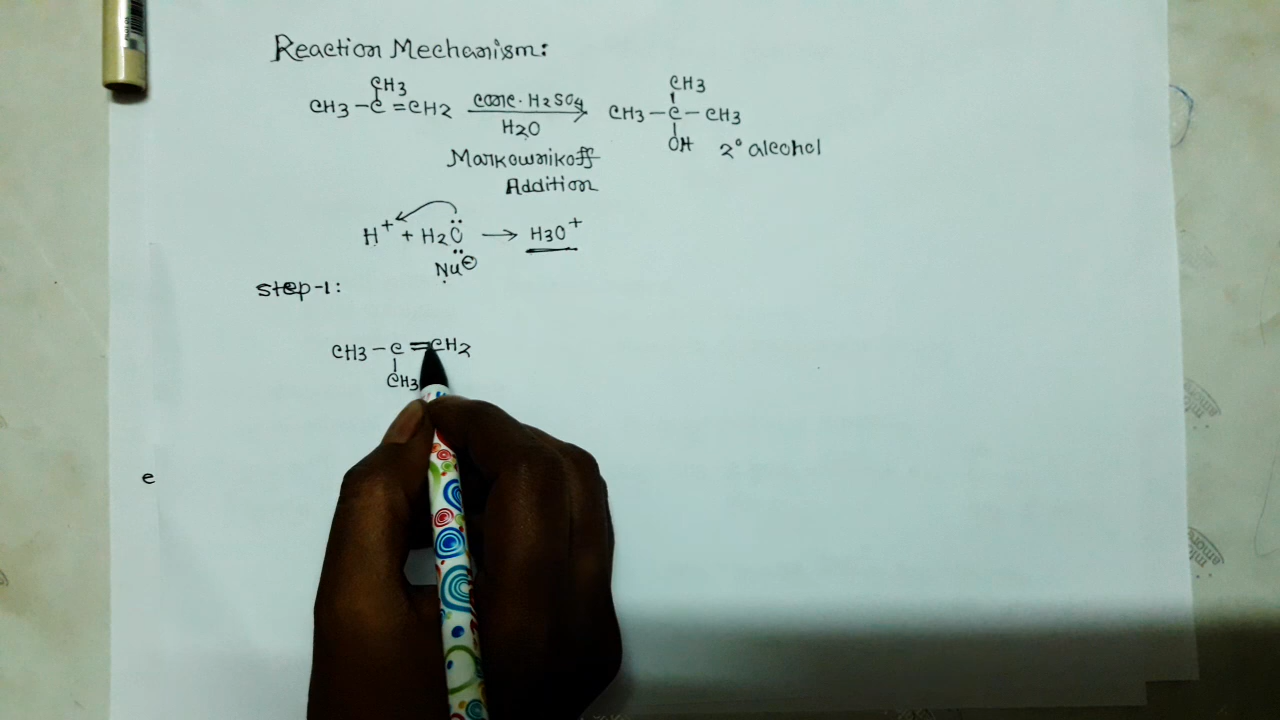 Reaction Mechanism:
CH3
CH3 – C = CH2 conc. H2SO4 H2O → CH3 – C – CH3
CH3
OH 2° alcohol
Markownikoff
Addition
H+ + H2O → H3O+
Nu⊖
Step-1:
CH3 – C = CH2
CH3
e